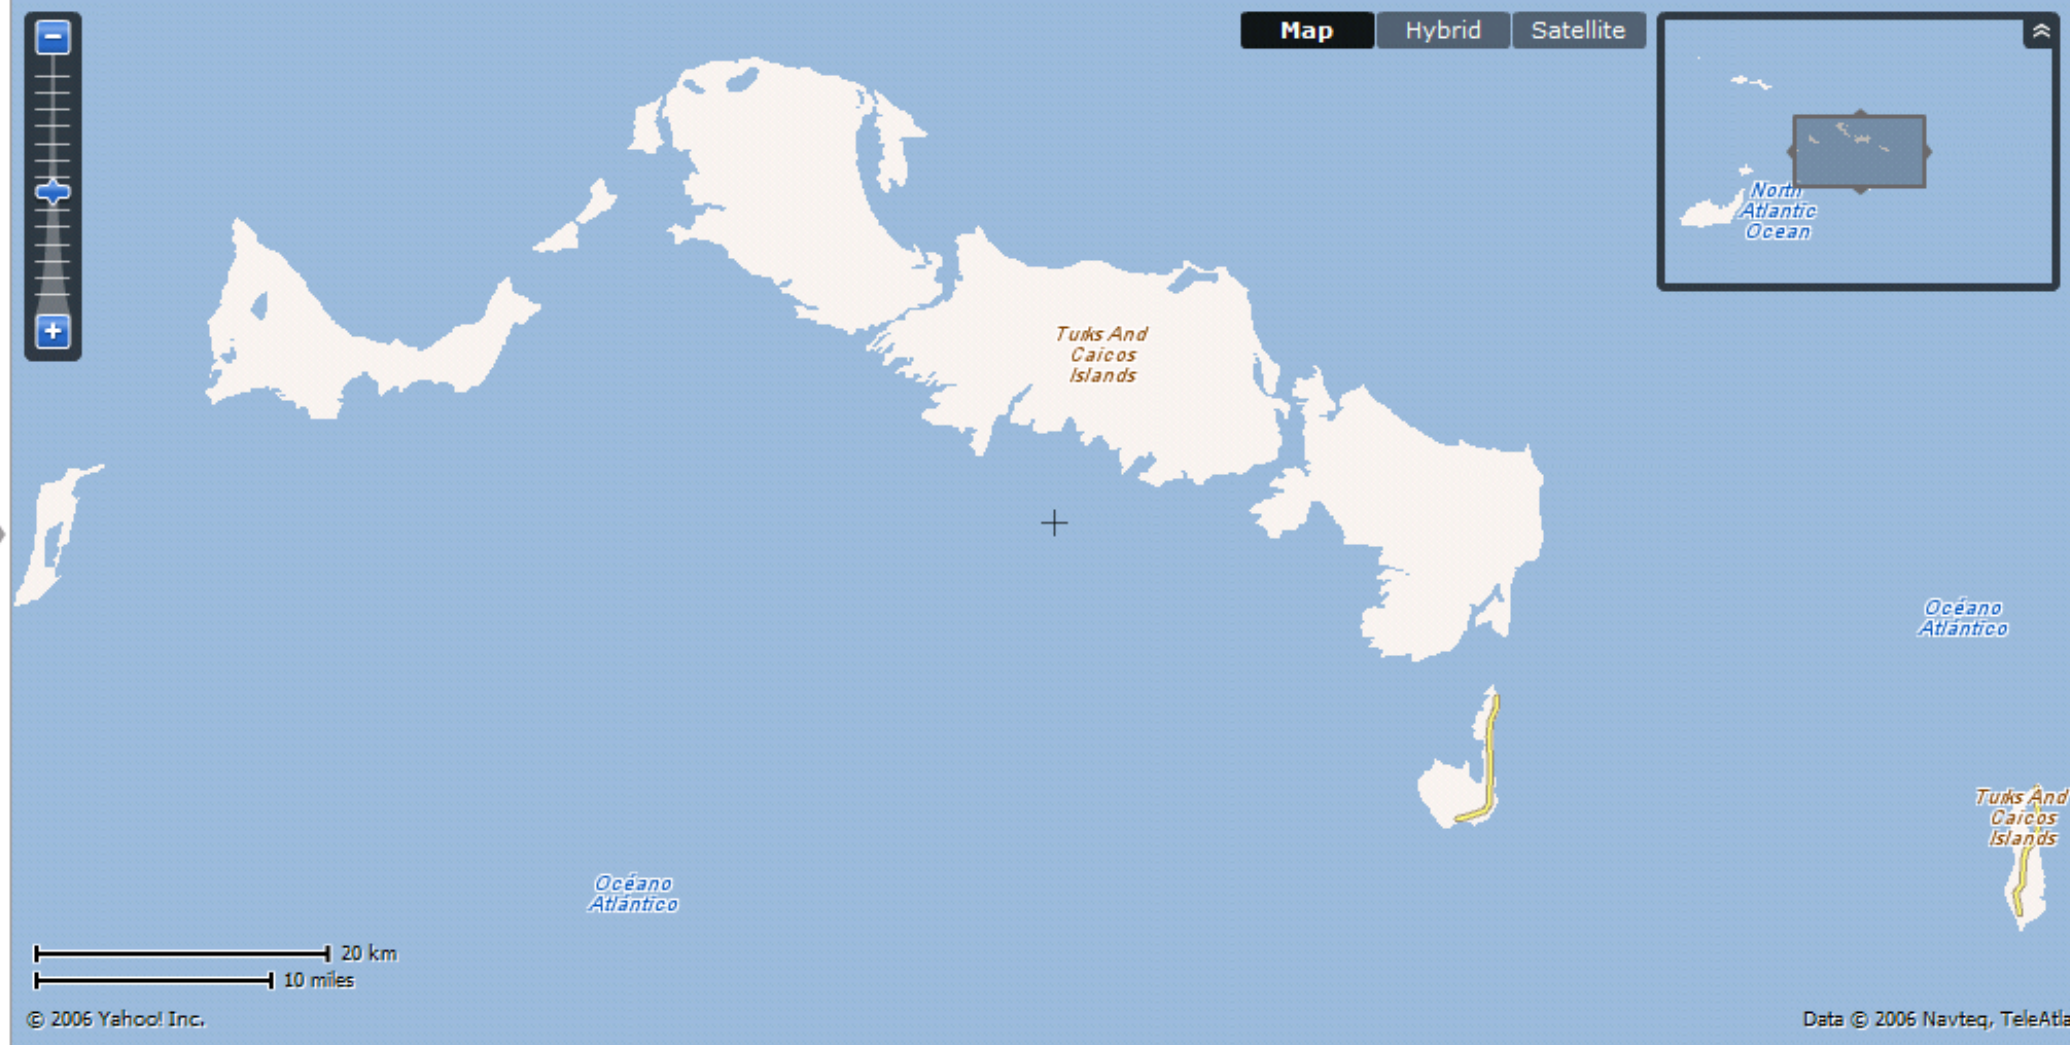 Map
Hybrid
Satellite
North
Atlantic
Ocean
Turks And
Caicos
Islands
Océano
Atlántico
Turks And
Caicos
Islands
Océano
Atlántico
20 km
10 miles
© 2006 Yahoo! Inc.
Data © 2006 Navteq, TeleAtla